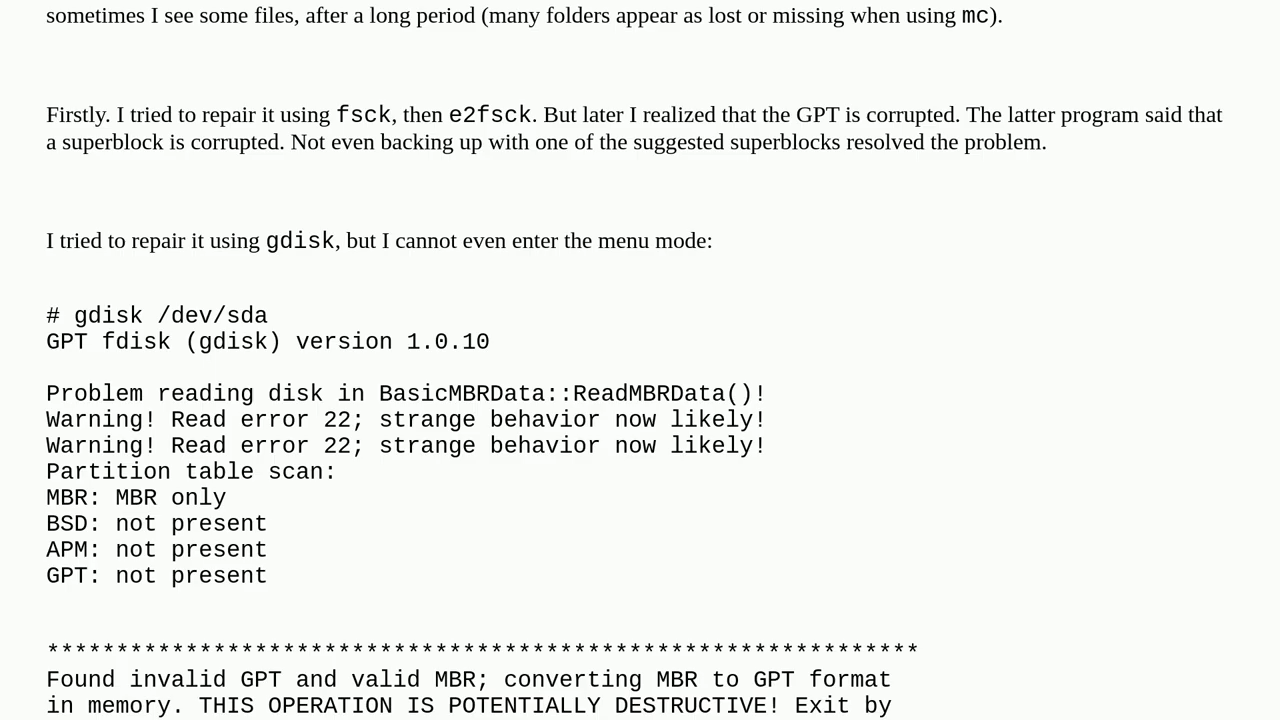 sometimes I see some files, after a long period (many folders appear as lost or missing when using mc).
Firstly. I tried to repair it using fsck, then e2fsck. But later I realized that the GPT is corrupted. The latter program said that
a superblock is corrupted. Not even backing up with one of the suggested superblocks resolved the problem.
I tried to repair it using gdisk, but I cannot even enter the menu mode:
# gdisk /dev/sda
GPT fdisk (gdisk) version 1.0.10
Problem reading disk in BasicMBRData::ReadMBRData()!
Warning! Read error 22; strange behavior now likely!
Warning! Read error 22; strange behavior now likely!
Partition table scan:
MBR: MBR only
BSD: not present
APM: not present
GPT: not present
***************************************************************
Found invalid GPT and valid MBR; converting MBR to GPT format
in memory. THIS OPERATION IS POTENTIALLY DESTRUCTIVE! Exit by